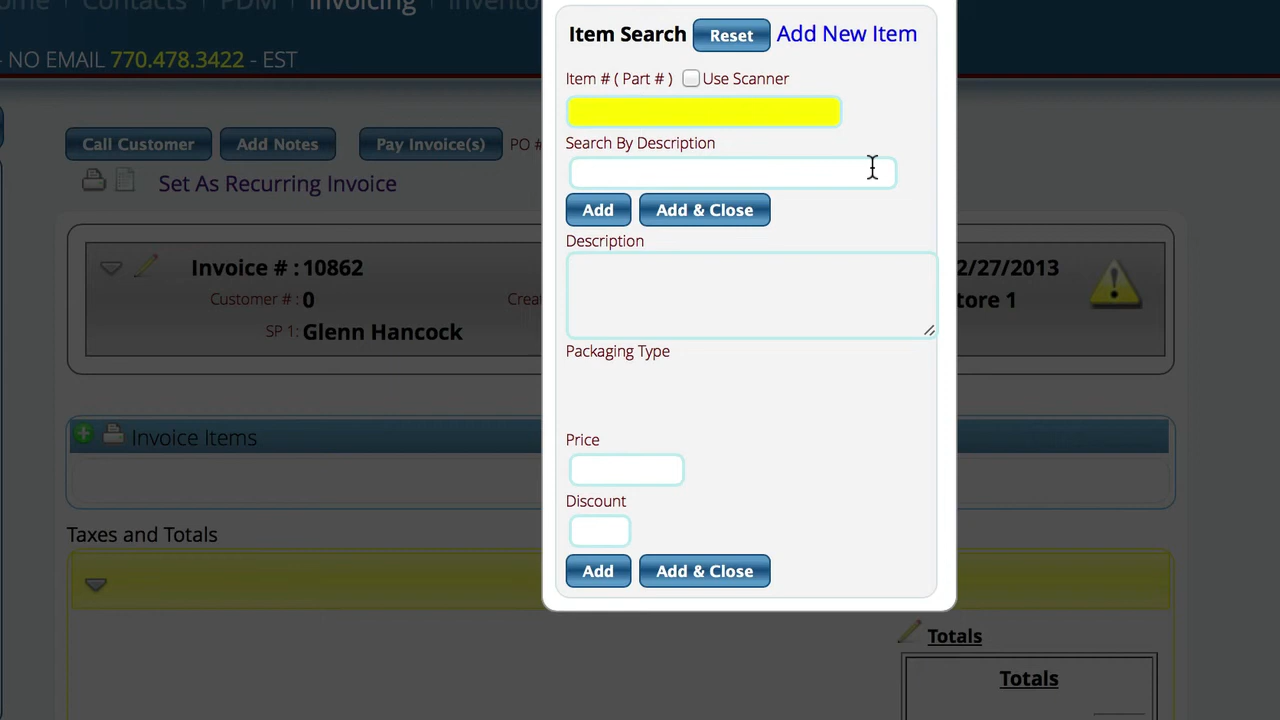 Contacts PDM Invoicing
- NO EMAIL 770.478.3422 - EST
Item Search Reset Add New Item
Item # ( Part # ) Use Scanner
Search By Description
Add Add & Close
Description
Packaging Type
Price
Discount
Add Add & Close
Call Customer Add Notes Pay Invoice(s) PO #
Set As Recurring Invoice
Invoice # : 10862
2/27/2013
Customer # : 0
SP 1: Glenn Hancock
Invoice Items
Taxes and Totals
Totals
Totals